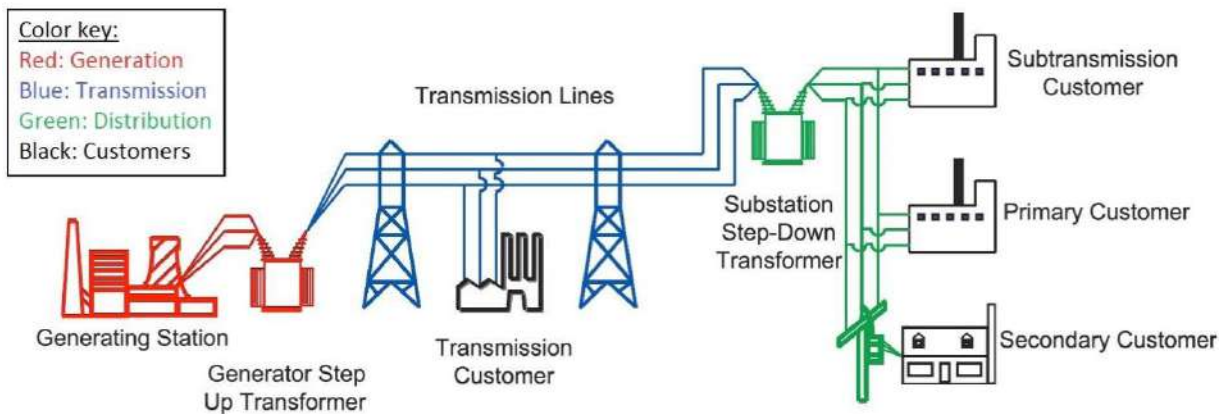 Color key:
Red: Generation
Blue: Transmission
Green: Distribution
Black: Customers
Transmission Lines
Subtransmission
Customer
Substation
Step-Down
Transformer
Primary Customer
Generating Station
Generator Step
Up Transformer
Transmission
Customer
Secondary Customer